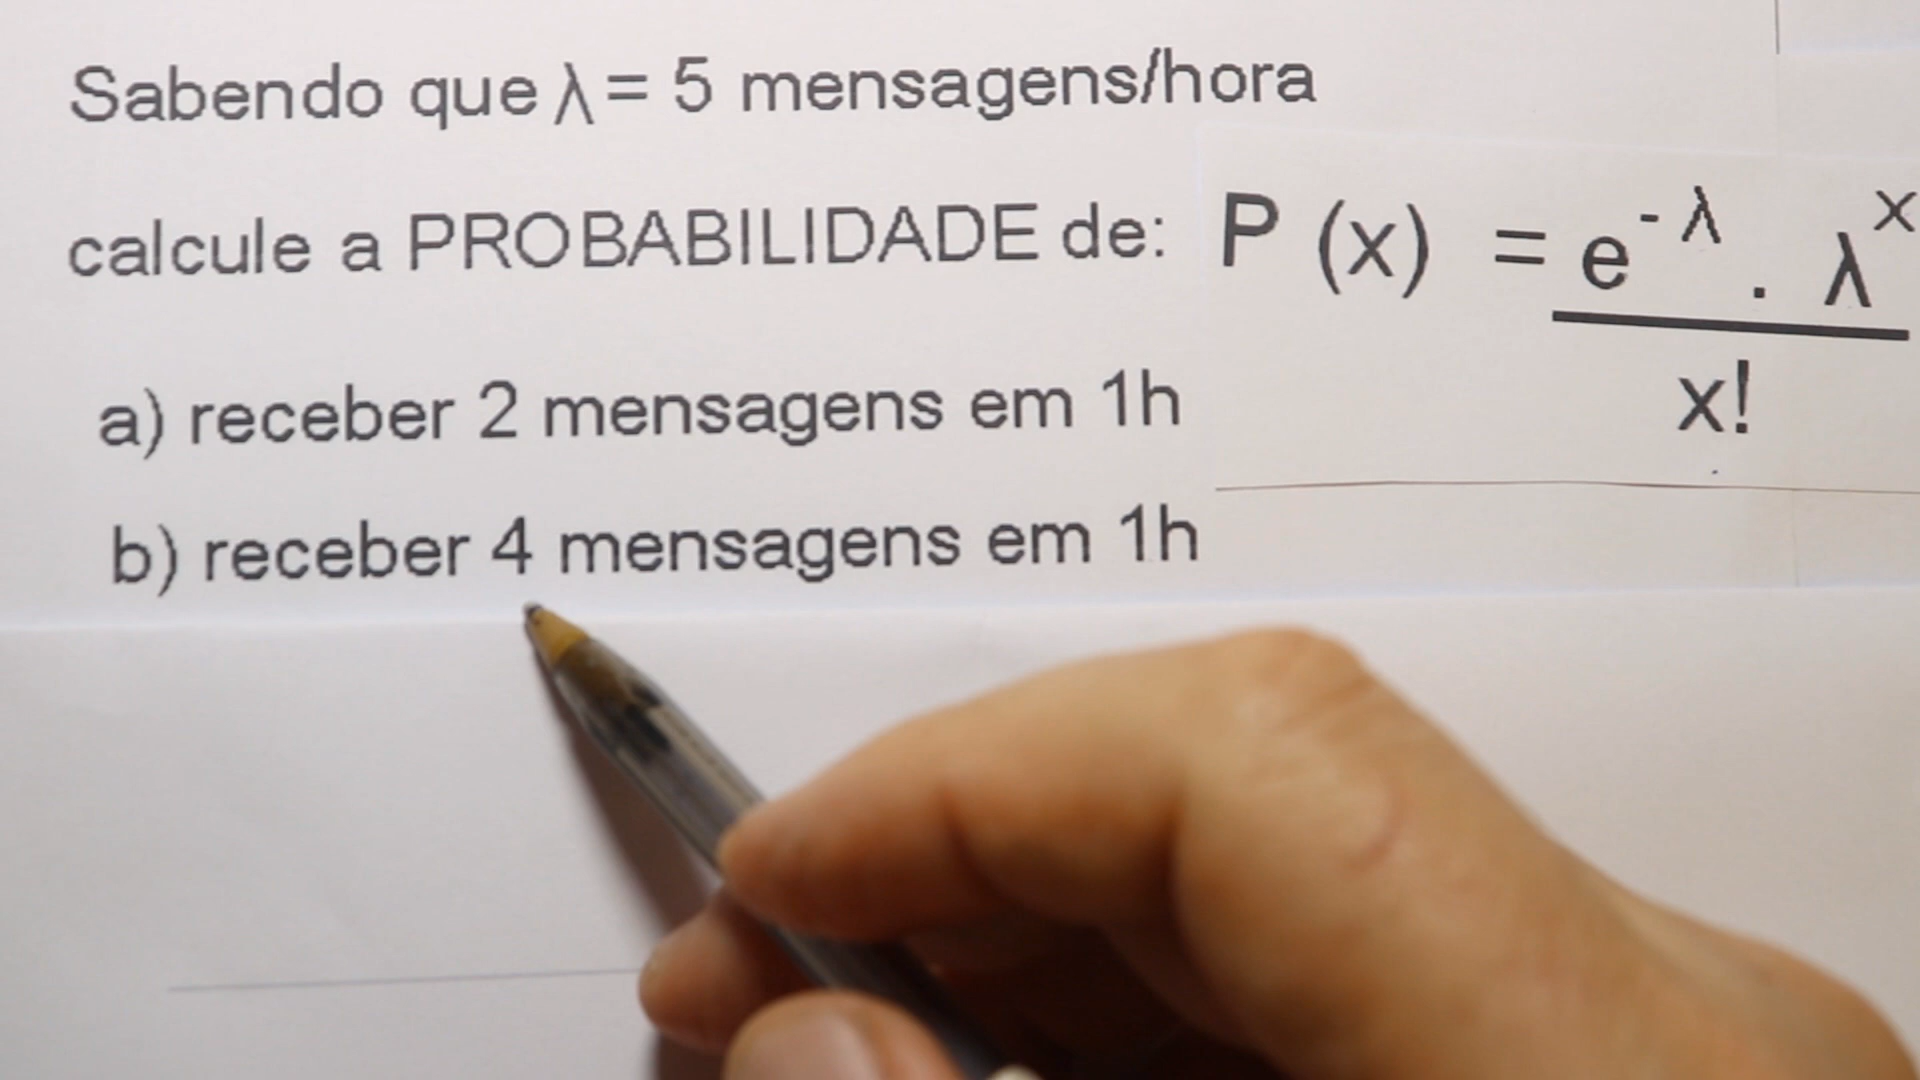 Sabendo que λ = 5 mensagens/hora
calcule a PROBABILIDADE de:
P (x) = e^-λ . λ^x
x!
a) receber 2 mensagens em 1h
b) receber 4 mensagens em 1h